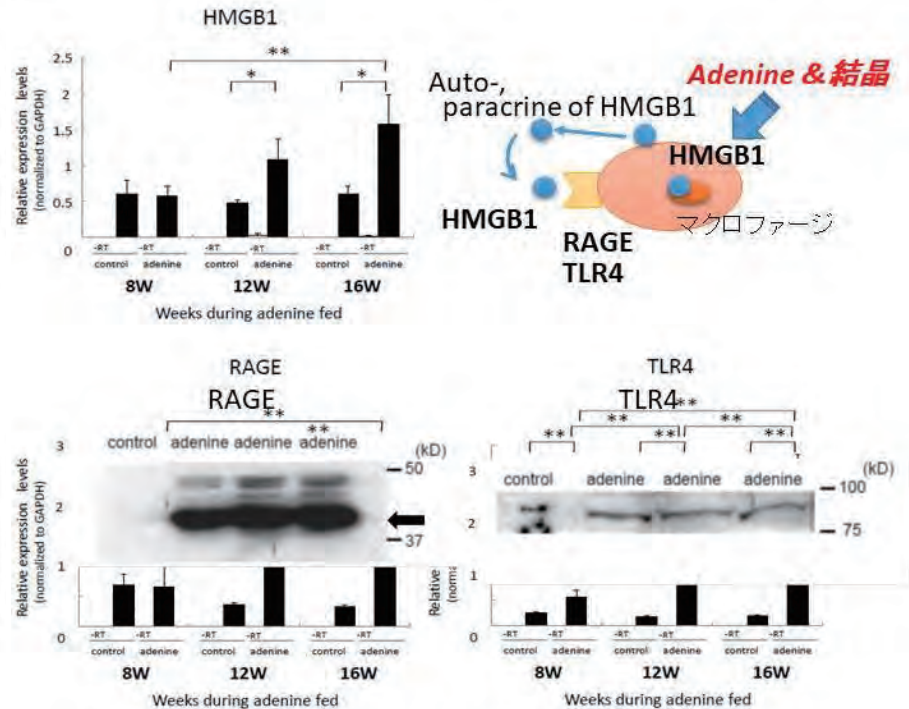 HMGB1
Relative expression levels
(normalized to GAPDH)
2.5
2
1.5
1
0.5
0
**
*
*
-RT -RT -RT -RT -RT -RT
control adenine control adenine control adenine
8W 12W 16W
Weeks during adenine fed
Adenine & 結晶
Auto-,
paracrine of HMGB1
HMGB1
HMGB1
マクロファージ
RAGE
TLR4
RAGE
RAGE
**
**
control adenine adenine adenine
(kD)
50
37
Relative expression levels
(normalized to GAPDH)
3
2
1
0
-RT -RT -RT -RT -RT -RT
control adenine control adenine control adenine
8W 12W 16W
Weeks during adenine fed
TLR4
TLR4
**
** **
** ** **
control adenine adenine adenine
(kD)
100
75
Relative
3
2
1
0
-RT -RT -RT -RT -RT -RT
control adenine control adenine control adenine
8W 12W 16W
Weeks during adenine fed